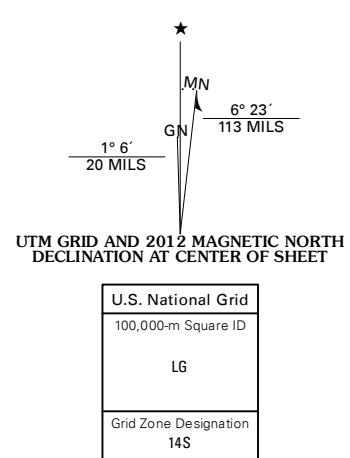 ★
MN
GN
6° 23´
113 MILS
1° 6´
20 MILS
UTM GRID AND 2012 MAGNETIC NORTH
DECLINATION AT CENTER OF SHEET
U.S. National Grid
100,000-m Square ID
LG
Grid Zone Designation
14S